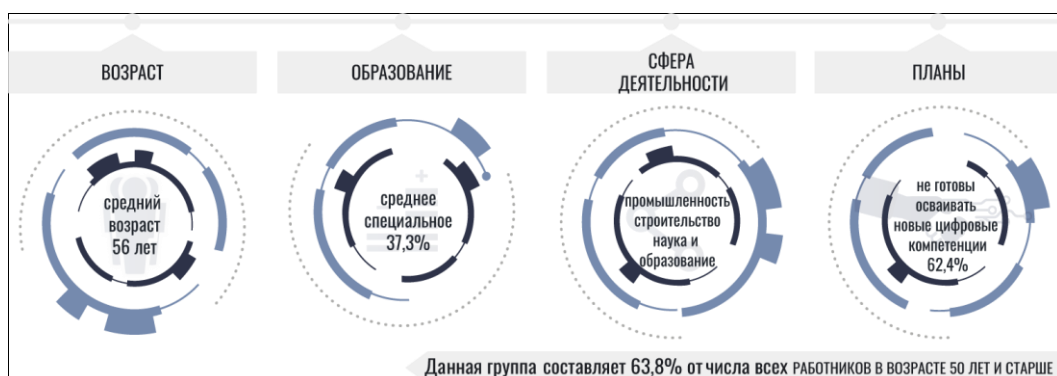 ВОЗРАСТ
ОБРАЗОВАНИЕ
СФЕРА
ДЕЯТЕЛЬНОСТИ
ПЛАНЫ
средний
возраст
56 лет
среднее
специальное
37,3%
промышленность
строительство
наука и
образование
не готовы
осваивать
новые цифровые
компетенции
62,4%
Данная группа составляет 63,8% от числа всех РАБОТНИКОВ В ВОЗРАСТЕ 50 ЛЕТ И СТАРШЕ